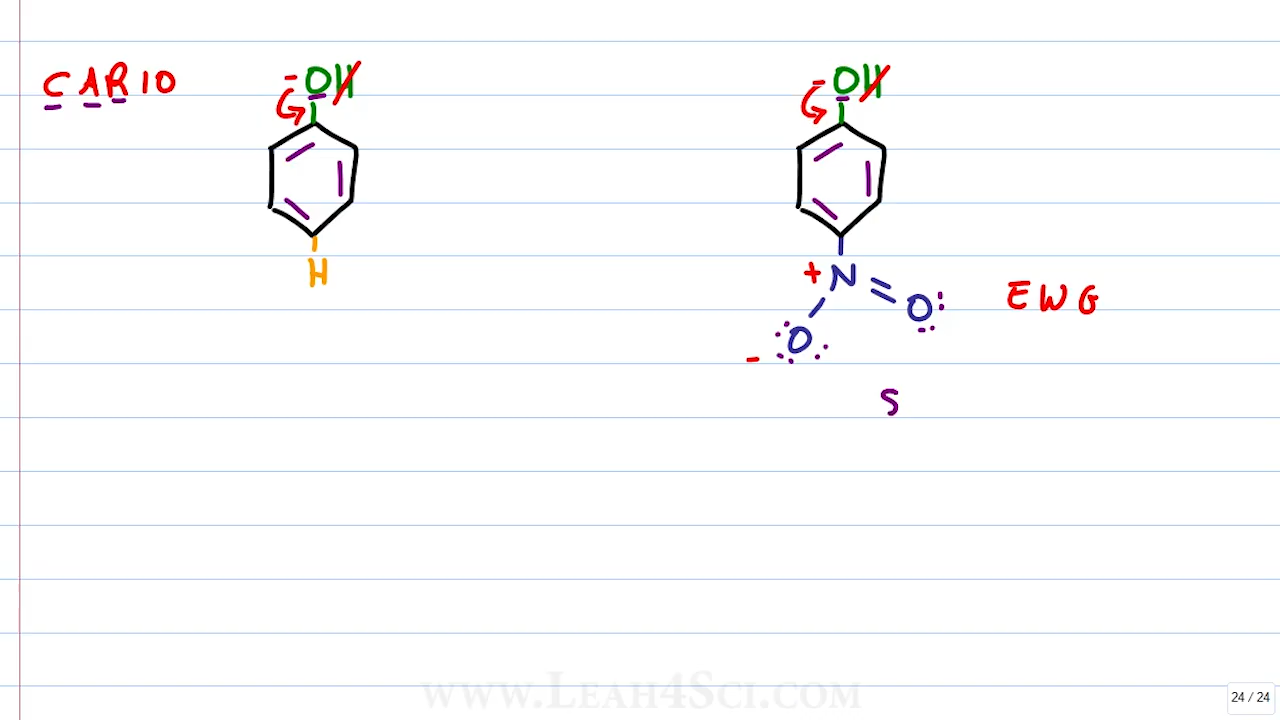 CARIO
-OH
-OH
H
+ N
O
EWG
O
-
S
www.Leah4Sci.com
24 / 24